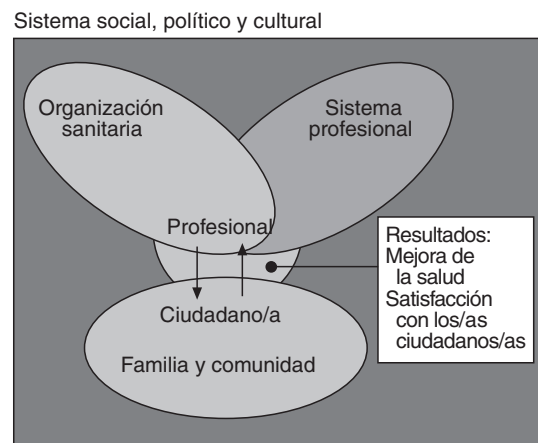 Sistema social, político y cultural
Organización
sanitaria
Sistema
profesional
Profesional
Resultados:
Mejora de
la salud
Satisfacción
con los/as
ciudadanos/as
Ciudadano/a
Familia y comunidad